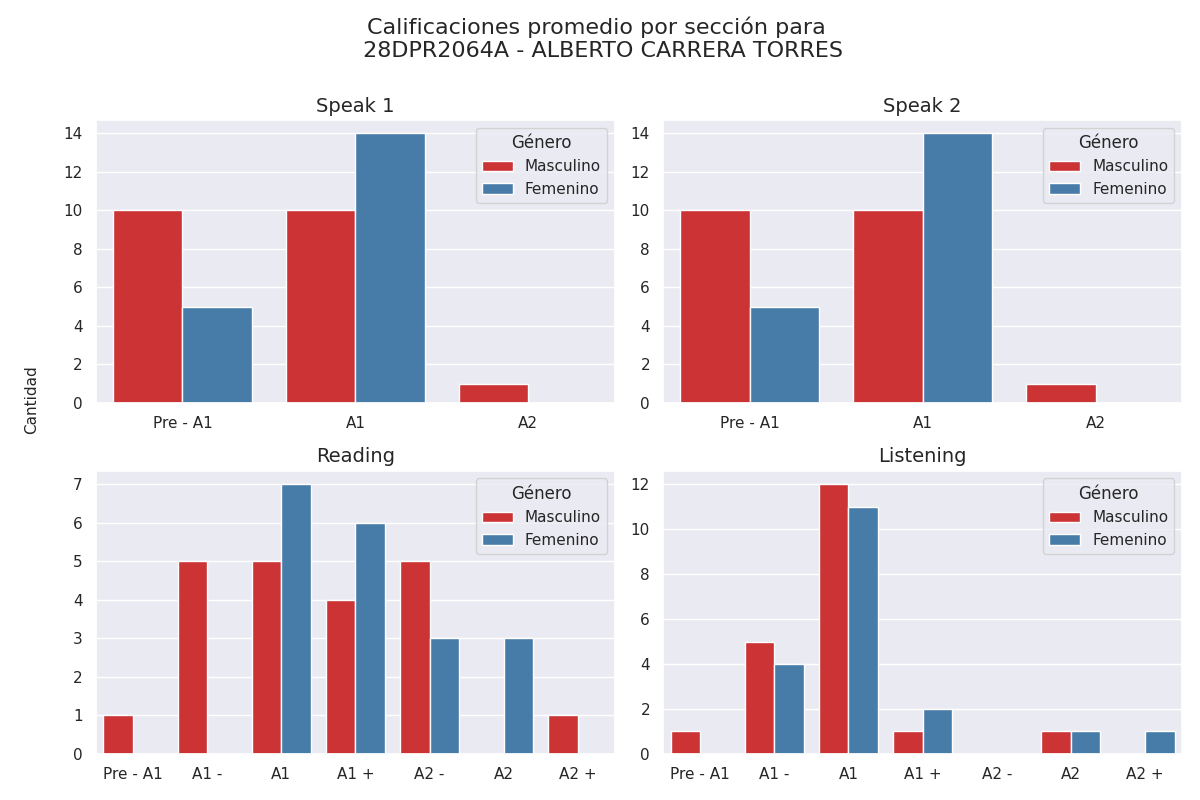 Calificaciones promedio por sección para
28DPR2064A - ALBERTO CARRERA TORRES
Cantidad
Speak 1
14
12
10
8
6
4
2
0
Pre - A1 A1 A2
Género
Masculino
Femenino
Speak 2
14
12
10
8
6
4
2
0
Pre - A1 A1 A2
Género
Masculino
Femenino
Reading
7
6
5
4
3
2
1
0
Pre - A1 A1 - A1 A1 + A2 - A2 A2 +
Género
Masculino
Femenino
Listening
12
10
8
6
4
2
0
Pre - A1 A1 - A1 A1 + A2 - A2 A2 +
Género
Masculino
Femenino